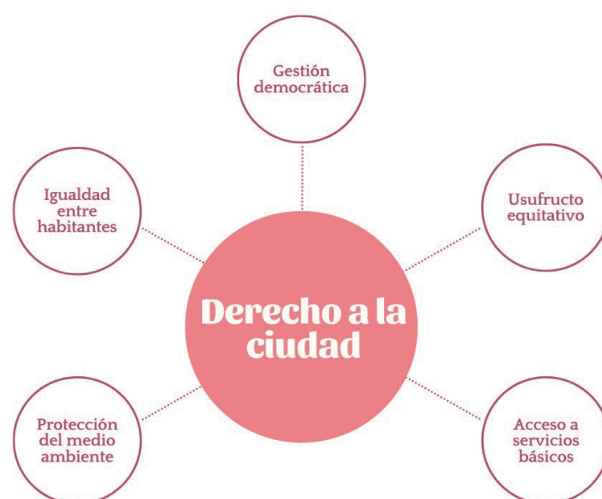 Gestión
democrática
Igualdad
entre
habitantes
Usufructo
equitativo
Derecho a la
ciudad
Protección
del medio
ambiente
Acceso a
servicios
básicos